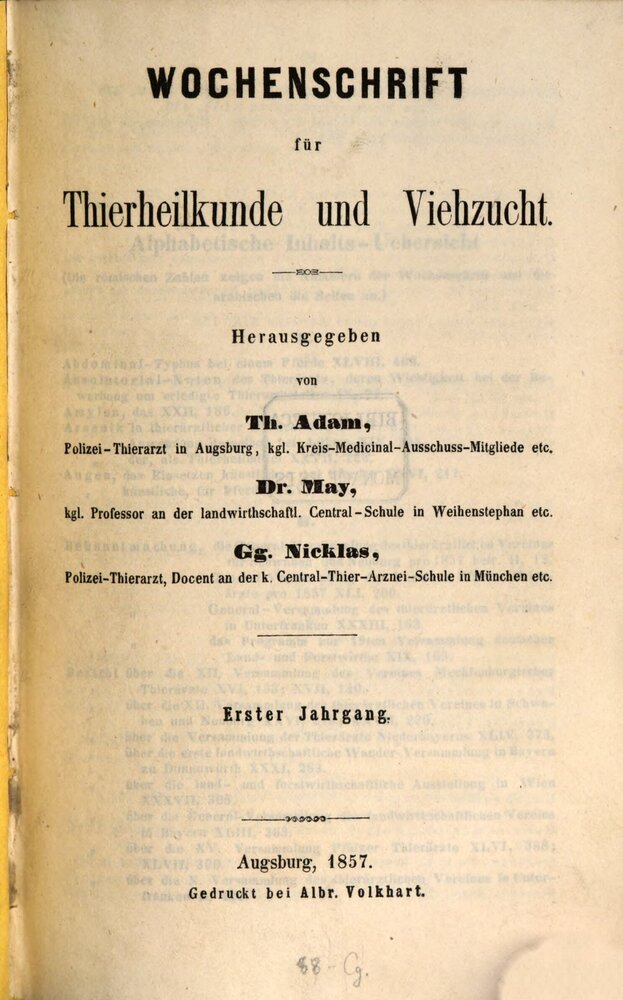 WOCHENSCHRIFT
für
Thierheilkunde und Viehzucht.
Herausgegeben
von
Th. Adam,
Polizei-Thierarzt in Augsburg, kgl. Kreis-Medicinal-Ausschuss-Mitgliede etc.
Dr. May,
kgl. Professor an der landwirthschaftl. Central-Schule in Weihenstephan etc.
Gg. Nicklas,
Polizei-Thierarzt, Docent an der k. Central-Thier-Arznei-Schule in München etc.
Erster Jahrgang.
Augsburg, 1857.
Gedruckt bei Albr. Volkhart.
88 - Cg.